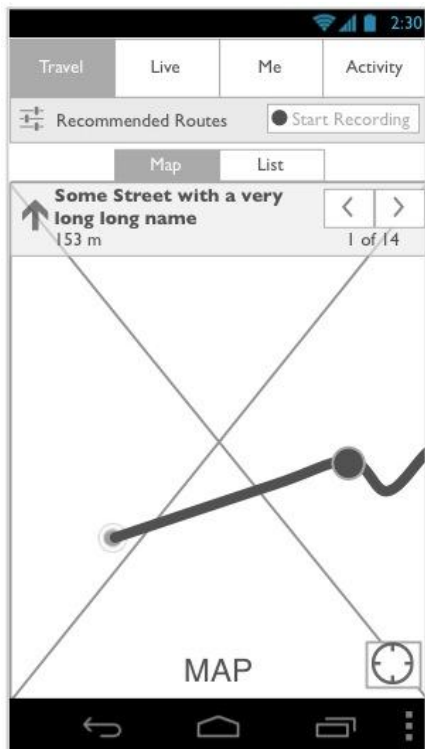 2:30
Travel Live Me Activity
Recommended Routes Start Recording
Map List
Some Street with a very
long long name
153 m 1 of 14
MAP